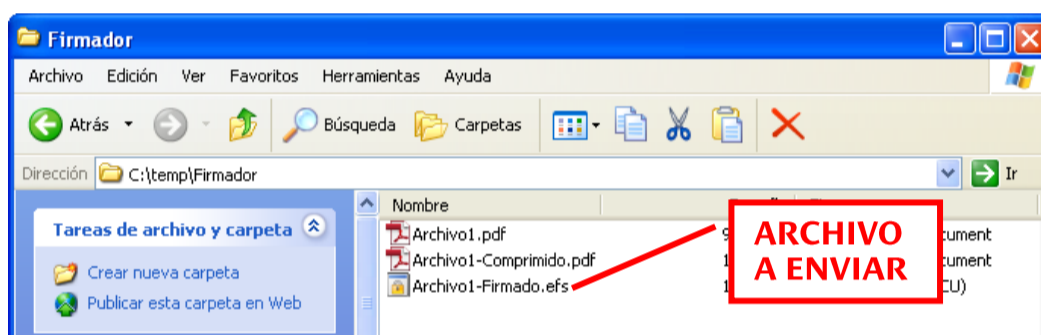 Firmador
Archivo Edición Ver Favoritos Herramientas Ayuda
Atrás Búsqueda Carpetas
Dirección C:\temp\Firmador Ir
Tareas de archivo y carpeta
Crear nueva carpeta
Publicar esta carpeta en Web
Nombre
Archivo1.pdf
Archivo1-Comprimido.pdf
Archivo1-Firmado.efs
ARCHIVO
A ENVIAR